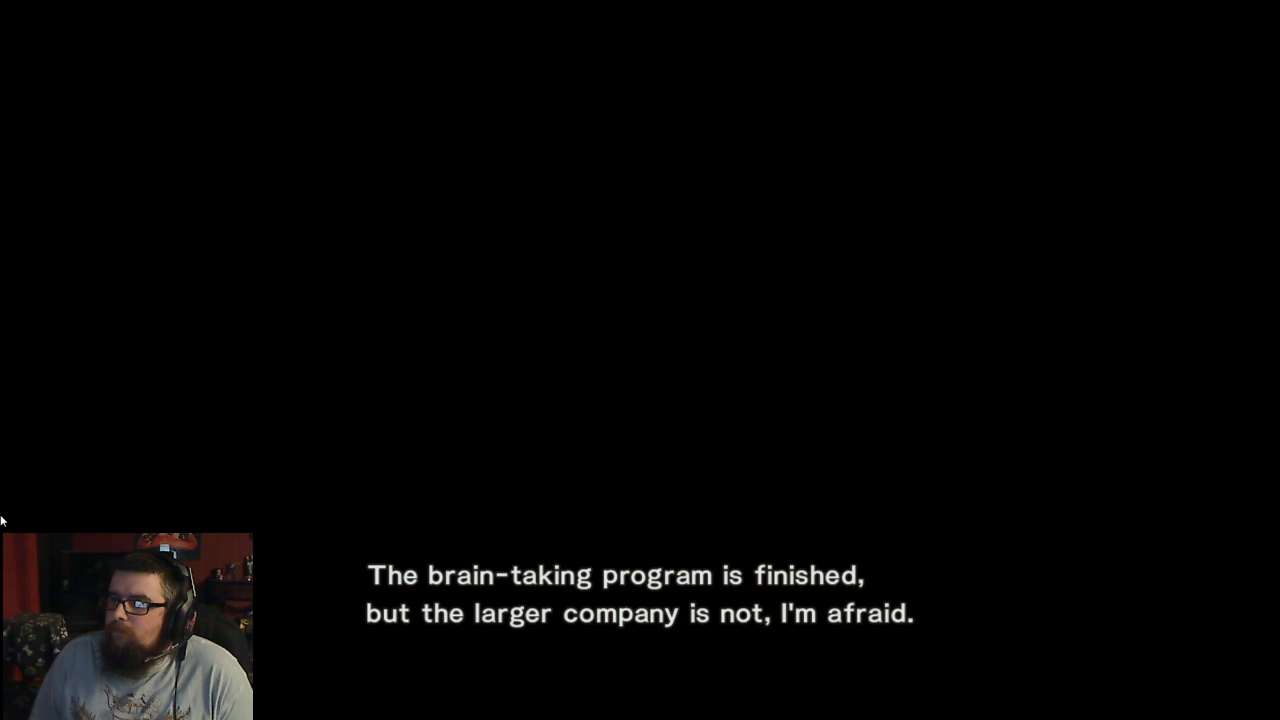 The brain-taking program is finished,
but the larger company is not, I'm afraid.